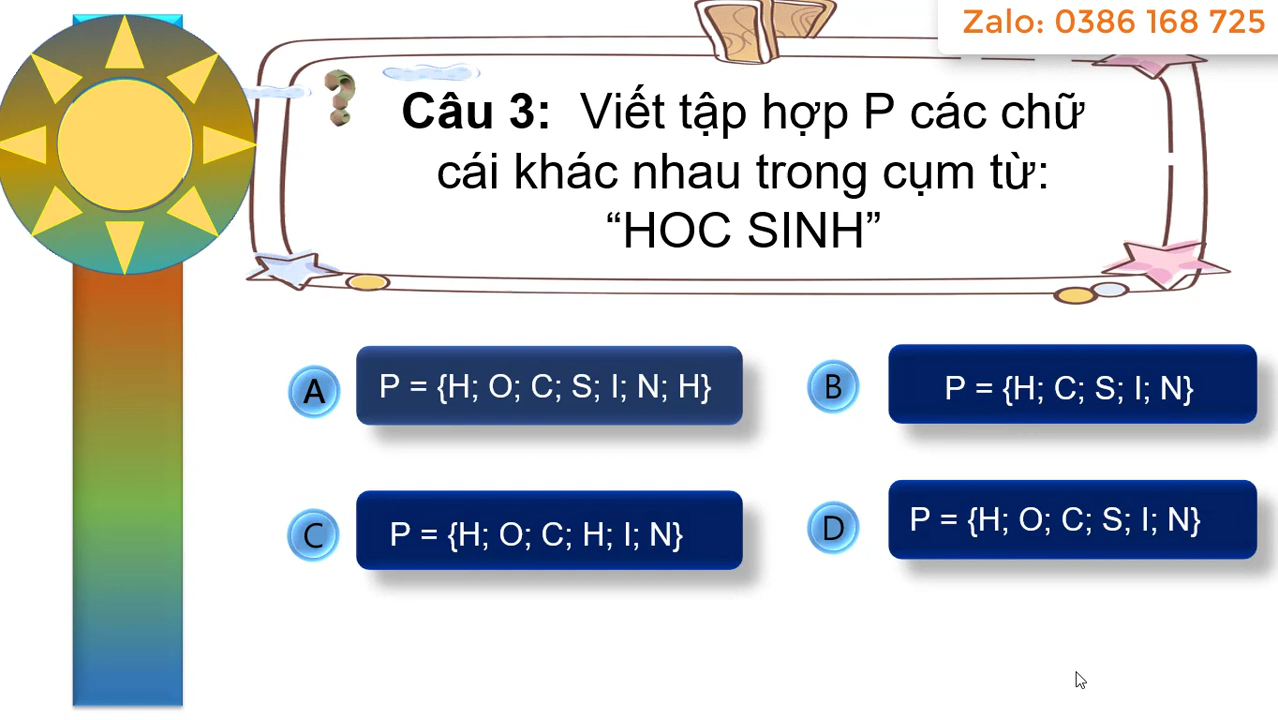 Zalo: 0386 168 725
Câu 3: Viết tập hợp P các chữ
cái khác nhau trong cụm từ:
“HOC SINH”
A P = {H; O; C; S; I; N; H}
B P = {H; C; S; I; N}
C P = {H; O; C; H; I; N}
D P = {H; O; C; S; I; N}